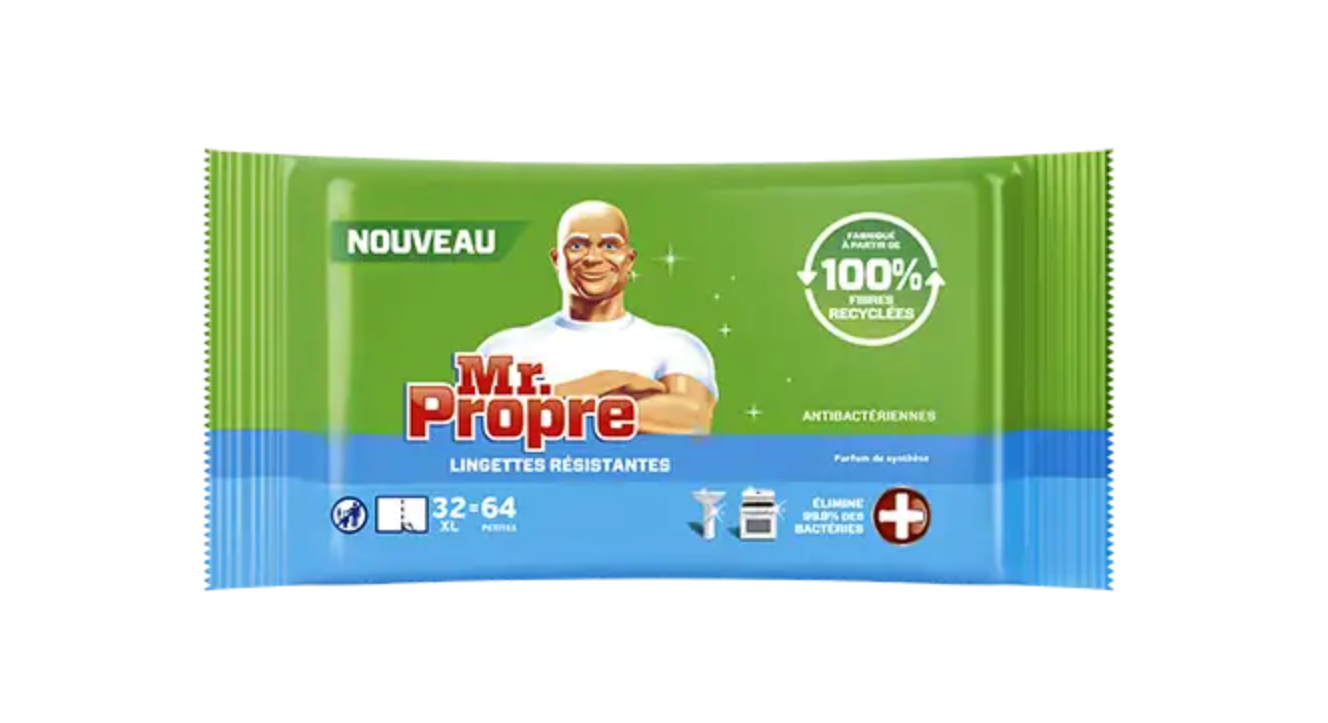 NOUVEAU
FABRIQUÉ
À PARTIR DE
100%
FIBRES
RECYCLÉES
Mr.
Propre
ANTIBACTÉRIENNES
LINGETTES RÉSISTANTES
Parfum de synthèse
32=64
XL
PETITES
ÉLIMINE
99.9% DES
BACTÉRIES